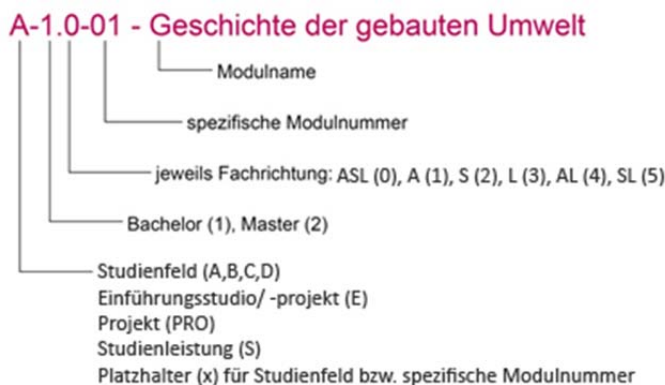 A-1.0-01 - Geschichte der gebauten Umwelt
Modulname
spezifische Modulnummer
jeweils Fachrichtung: ASL (0), A (1), S (2), L (3), AL (4), SL (5)
Bachelor (1), Master (2)
Studienfeld (A,B,C,D)
Einführungsstudio/ -projekt (E)
Projekt (PRO)
Studienleistung (S)
Platzhalter (x) für Studienfeld bzw. spezifische Modulnummer